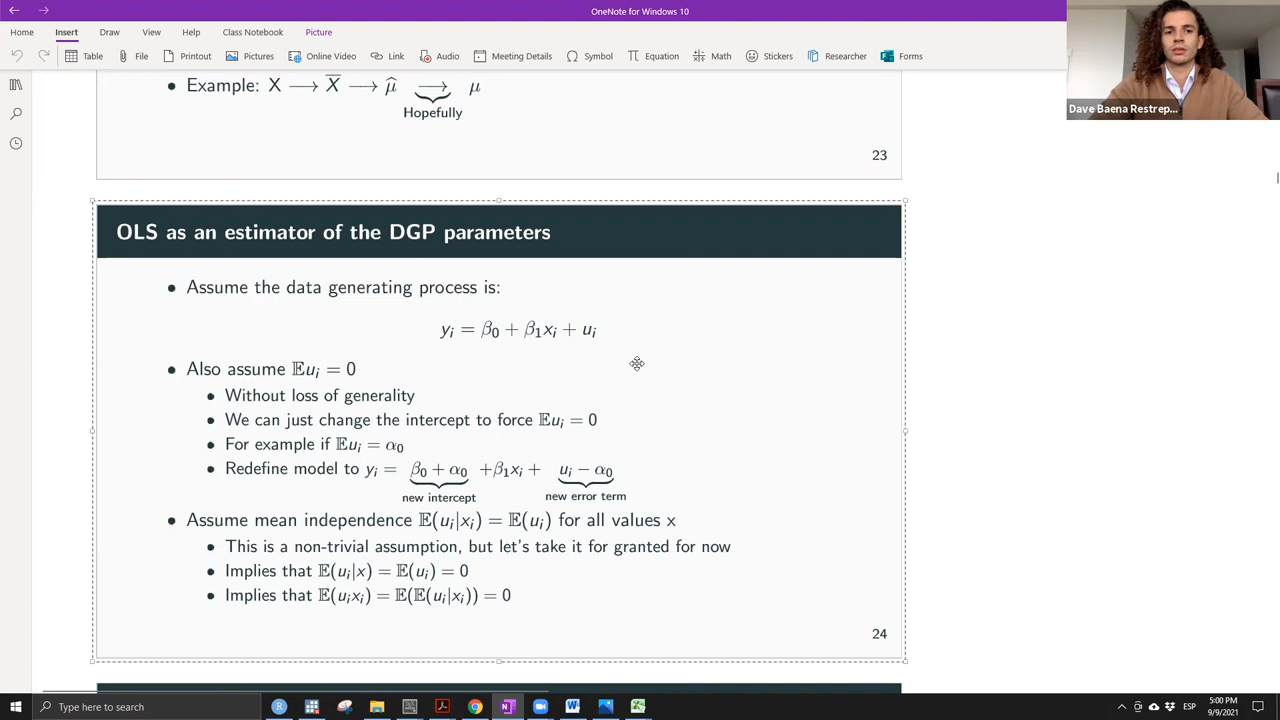 OneNote for Windows 10
Home Insert Draw View Help Class Notebook Picture
Table File Printout Pictures Online Video Link Audio Meeting Details Symbol Equation Math Stickers Researcher Forms
Dave Baena Restrep...
• Example: X ⟶ X̅ ⟶ μ̂ ⟶ μ
Hopefully
23
OLS as an estimator of the DGP parameters
• Assume the data generating process is:
yᵢ = β₀ + β₁xᵢ + uᵢ
• Also assume 𝔼uᵢ = 0
• Without loss of generality
• We can just change the intercept to force 𝔼uᵢ = 0
• For example if 𝔼uᵢ = α₀
• Redefine model to yᵢ = β₀ + α₀ +β₁xᵢ+ uᵢ − α₀
new intercept new error term
• Assume mean independence 𝔼(uᵢ|xᵢ) = 𝔼(uᵢ) for all values x
• This is a non-trivial assumption, but let's take it for granted for now
• Implies that 𝔼(uᵢ|x) = 𝔼(uᵢ) = 0
• Implies that 𝔼(uᵢxᵢ) = 𝔼(𝔼(uᵢ|xᵢ)) = 0
24
Type here to search
ESP
5:00 PM
9/9/2021